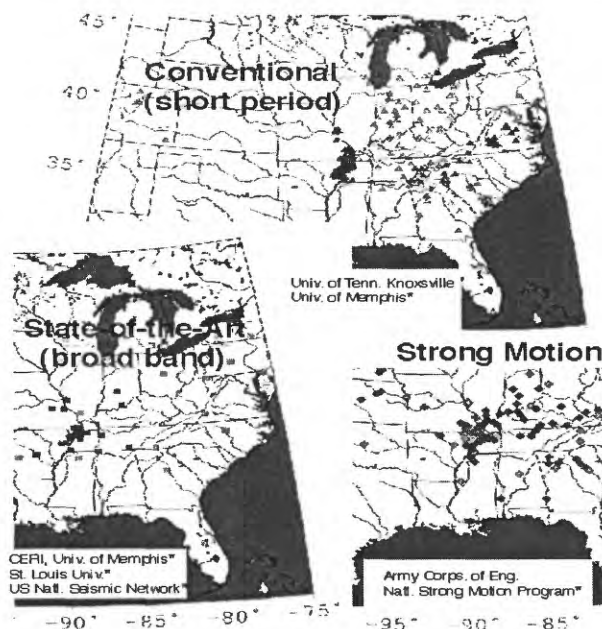 45°
Conventional
(short period)
40°
35°
Univ. of Tenn. Knoxsville
Univ. of Memphis*
State-of-the-Art
(broad band)
Strong Motion
CERI, Univ. of Memphis*
St. Louis Univ.*
US Natl. Seismic Network*
Army Corps. of Eng.
Natl. Strong Motion Program*
-90° -85° -80° -75°
-95° -90° -85°